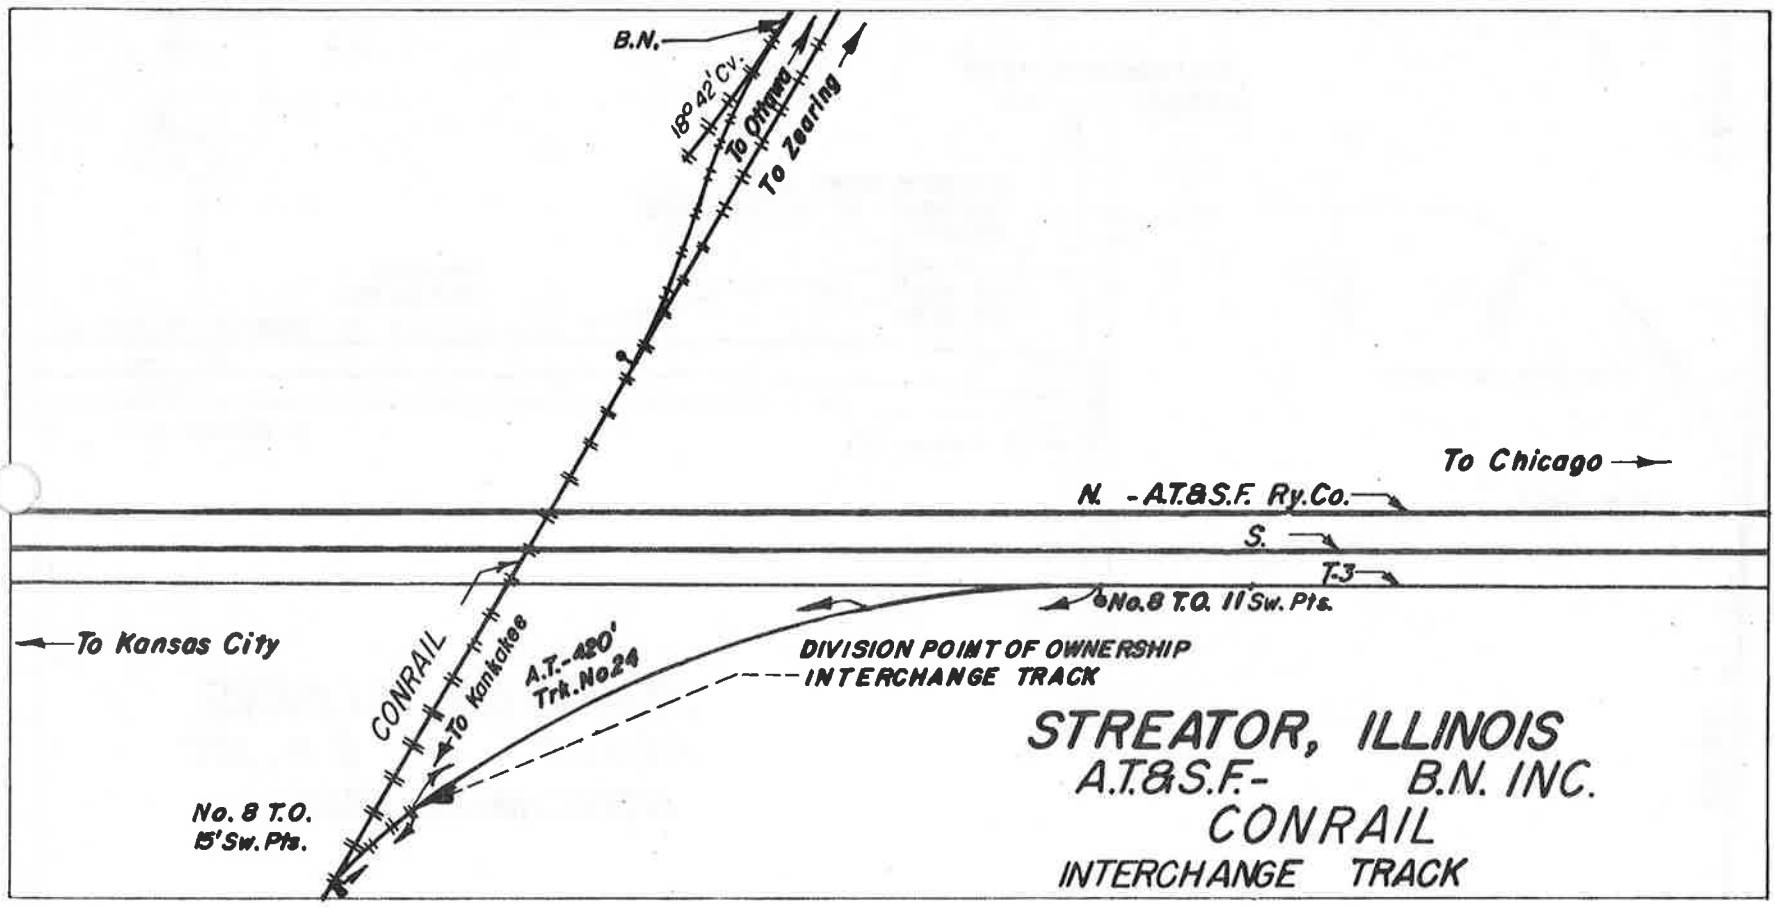 B.N.
18° 42' Cv.
To Ottawa
To Zearing
To Chicago
N. - A.T.&S.F. Ry. Co.
S.
T-3
No. 8 T.O. 11' Sw. Pts.
To Kansas City
CONRAIL
To Kankakee
A.T.-420'
Trk. No. 24
DIVISION POINT OF OWNERSHIP
INTERCHANGE TRACK
No. 8 T.O.
15' Sw. Pts.
STREATOR, ILLINOIS
A.T.&S.F.- B.N. INC.
CONRAIL
INTERCHANGE TRACK